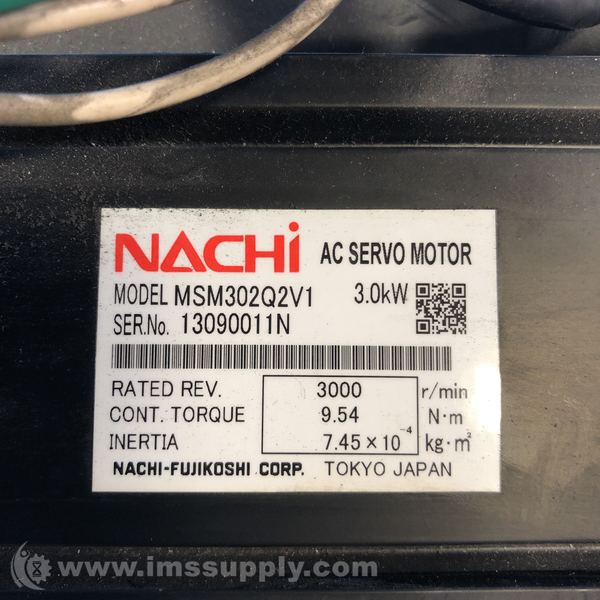 NACHi AC SERVO MOTOR
MODEL MSM302Q2V1 3.0kW
SER.No. 13090011N
RATED REV. 3000 r/min
CONT. TORQUE 9.54 N·m
INERTIA 7.45×10⁻⁴ kg·m²
NACHI-FUJIKOSHI CORP. TOKYO JAPAN
www.imssupply.com